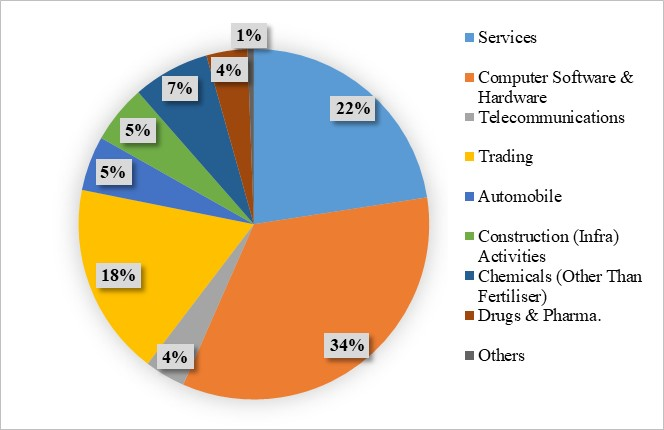 1%
4%
7%
22%
5%
5%
18%
34%
4%
Services
Computer Software &
Hardware
Telecommunications
Trading
Automobile
Construction (Infra)
Activities
Chemicals (Other Than
Fertiliser)
Drugs & Pharma.
Others